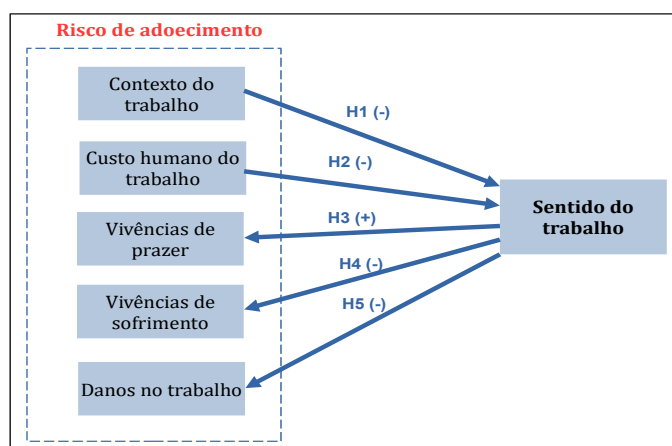 Risco de adoecimento
Contexto do
trabalho
H1 (-)
Custo humano do
trabalho
H2 (-)
Vivências de
prazer
H3 (+)
Sentido do
trabalho
Vivências de
sofrimento
H4 (-)
H5 (-)
Danos no trabalho